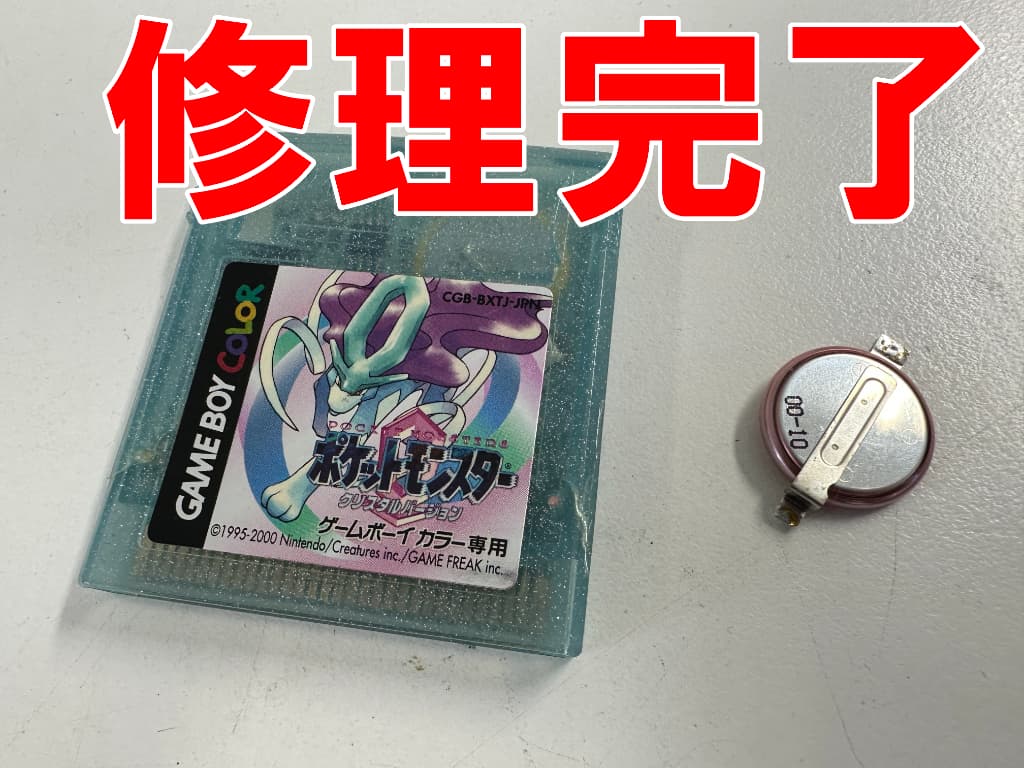 修理完了
CGB-BXTJ-JPN
GAME BOY COLOR
POCKET MONSTERS
ポケットモンスター
クリスタルバージョン
ゲームボーイ カラー専用
©1995-2000 Nintendo/Creatures inc./GAME FREAK inc.
00-10